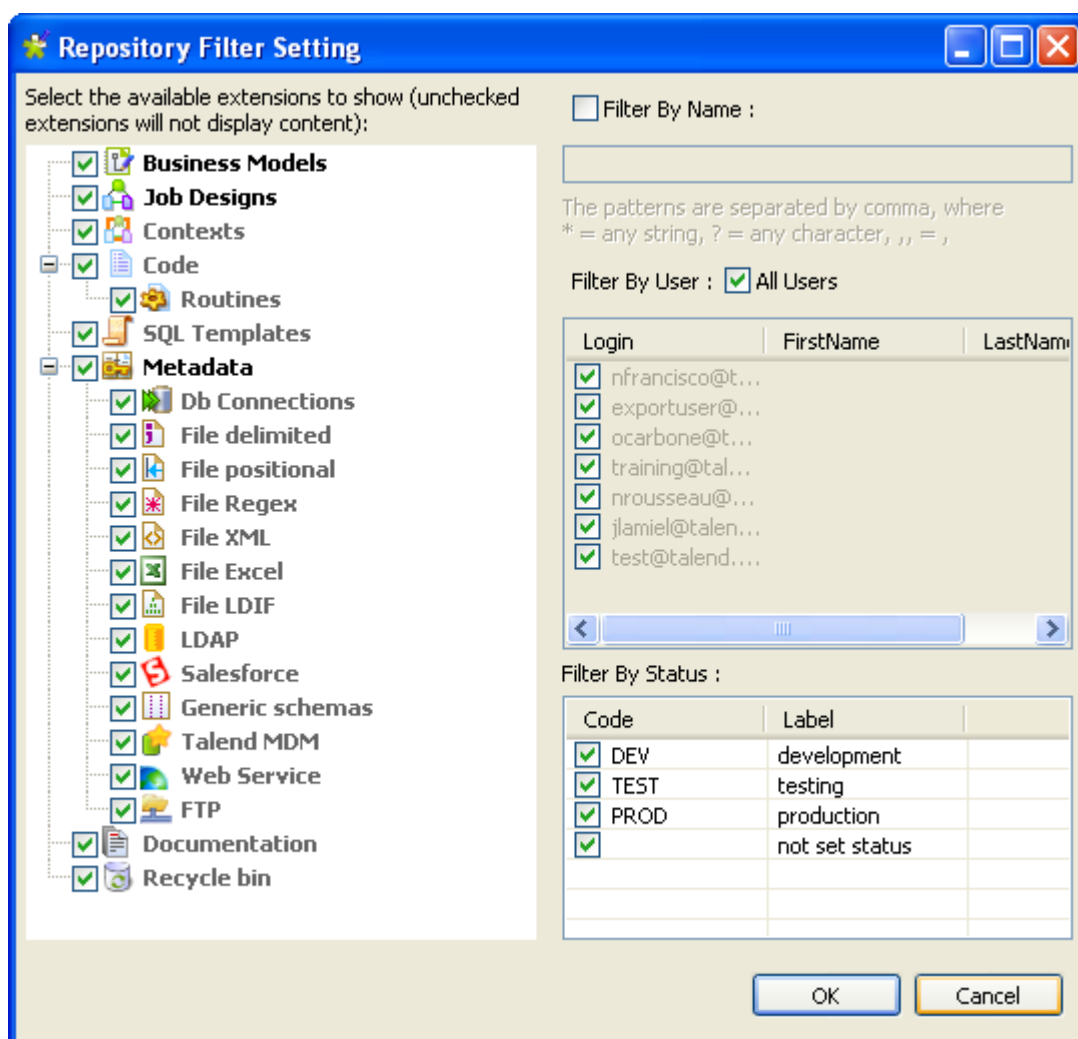 Repository Filter Setting
Select the available extensions to show (unchecked
extensions will not display content):
Business Models
Job Designs
Contexts
Code
Routines
SQL Templates
Metadata
Db Connections
File delimited
File positional
File Regex
File XML
File Excel
File LDIF
LDAP
Salesforce
Generic schemas
Talend MDM
Web Service
FTP
Documentation
Recycle bin
Filter By Name :
The patterns are separated by comma, where
* = any string, ? = any character, ,, = ,
Filter By User : All Users
Login FirstName LastNam
nfrancisco@t...
exportuser@...
ocarbone@t...
training@tal...
nrousseau@...
jlamiel@talen...
test@talend....
Filter By Status :
Code Label
DEV development
TEST testing
PROD production
not set status
OK Cancel